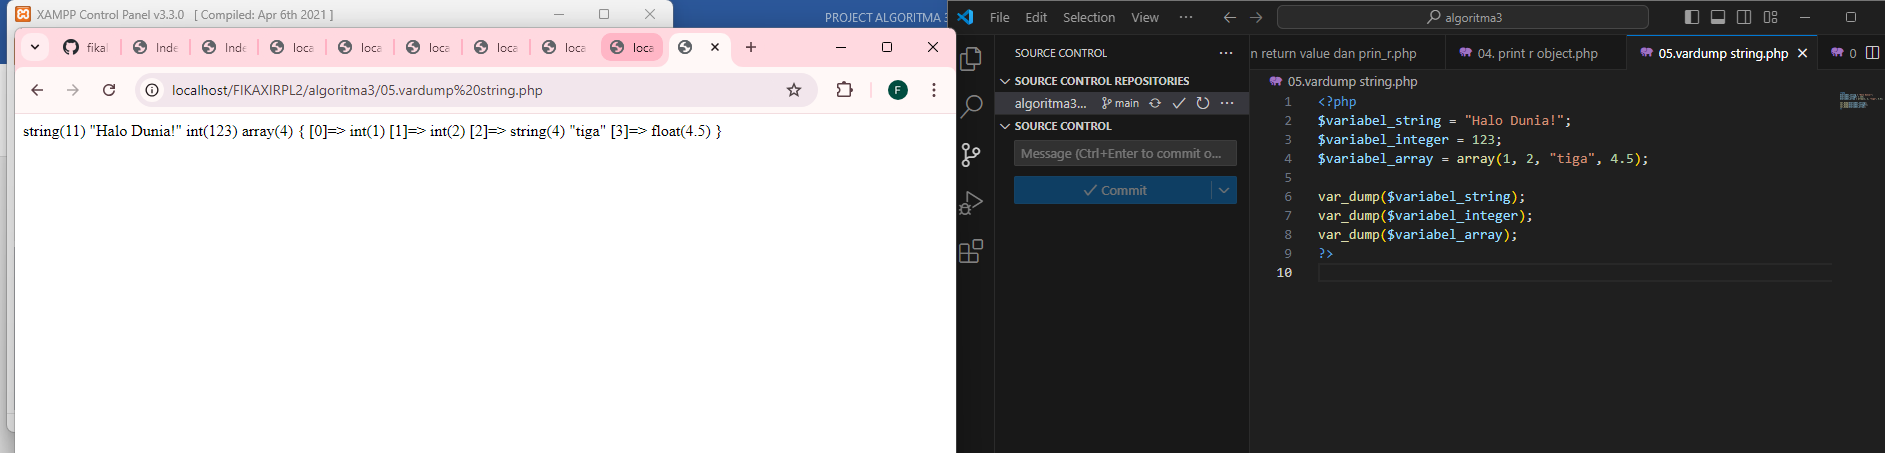 XAMPP Control Panel v3.3.0 [ Compiled: Apr 6th 2021 ]
PROJECT ALGORITMA 3
fikal
Inde
Inde
loca
loca
loca
loca
loca
loca
localhost/FIKAXIRPL2/algoritma3/05.vardump%20string.php
F
string(11) "Halo Dunia!" int(123) array(4) { [0]=> int(1) [1]=> int(2) [2]=> string(4) "tiga" [3]=> float(4.5) }
File Edit Selection View ···
algoritma3
SOURCE CONTROL
SOURCE CONTROL REPOSITORIES
algoritma3... main
SOURCE CONTROL
Message (Ctrl+Enter to commit o...
Commit
n return value dan prin_r.php
04. print r object.php
05.vardump string.php
0
05.vardump string.php
1 <?php
2 $variabel_string = "Halo Dunia!";
3 $variabel_integer = 123;
4 $variabel_array = array(1, 2, "tiga", 4.5);
5
6 var_dump($variabel_string);
7 var_dump($variabel_integer);
8 var_dump($variabel_array);
9 ?>
10